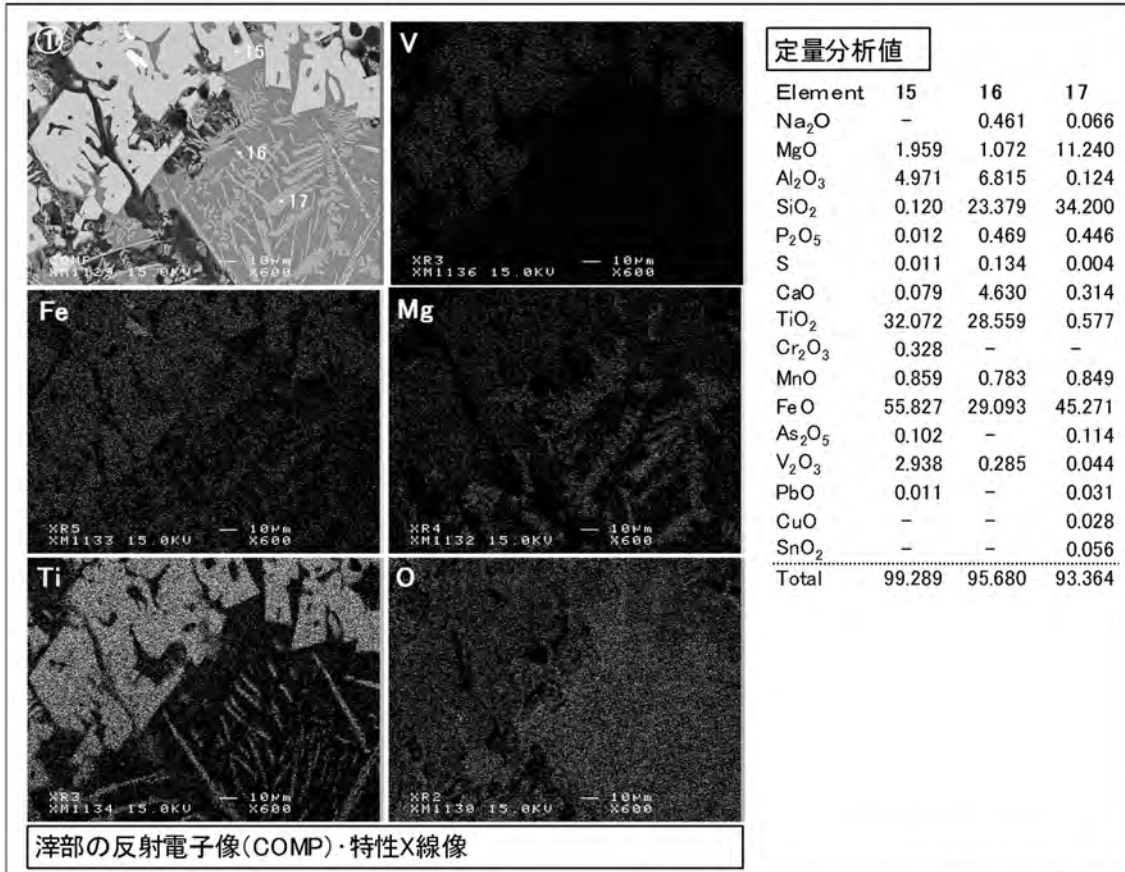 ①
・15
・16
・17
COMP 10μm
XM1129 15.0KV X600
V
XR3 10μm
XM1136 15.0KV X600
Fe
XR5 10μm
XM1133 15.0KV X600
Mg
XR4 10μm
XM1132 15.0KV X600
Ti
XR3 10μm
XM1134 15.0KV X600
O
XR2 10μm
XM1130 15.0KV X600
滓部の反射電子像(COMP)・特性X線像
定量分析値
Element 15 16 17
Na₂O - 0.461 0.066
MgO 1.959 1.072 11.240
Al₂O₃ 4.971 6.815 0.124
SiO₂ 0.120 23.379 34.200
P₂O₅ 0.012 0.469 0.446
S 0.011 0.134 0.004
CaO 0.079 4.630 0.314
TiO₂ 32.072 28.559 0.577
Cr₂O₃ 0.328 - -
MnO 0.859 0.783 0.849
FeO 55.827 29.093 45.271
As₂O₅ 0.102 - 0.114
V₂O₃ 2.938 0.285 0.044
PbO 0.011 - 0.031
CuO - - 0.028
SnO₂ - - 0.056
Total 99.289 95.680 93.364